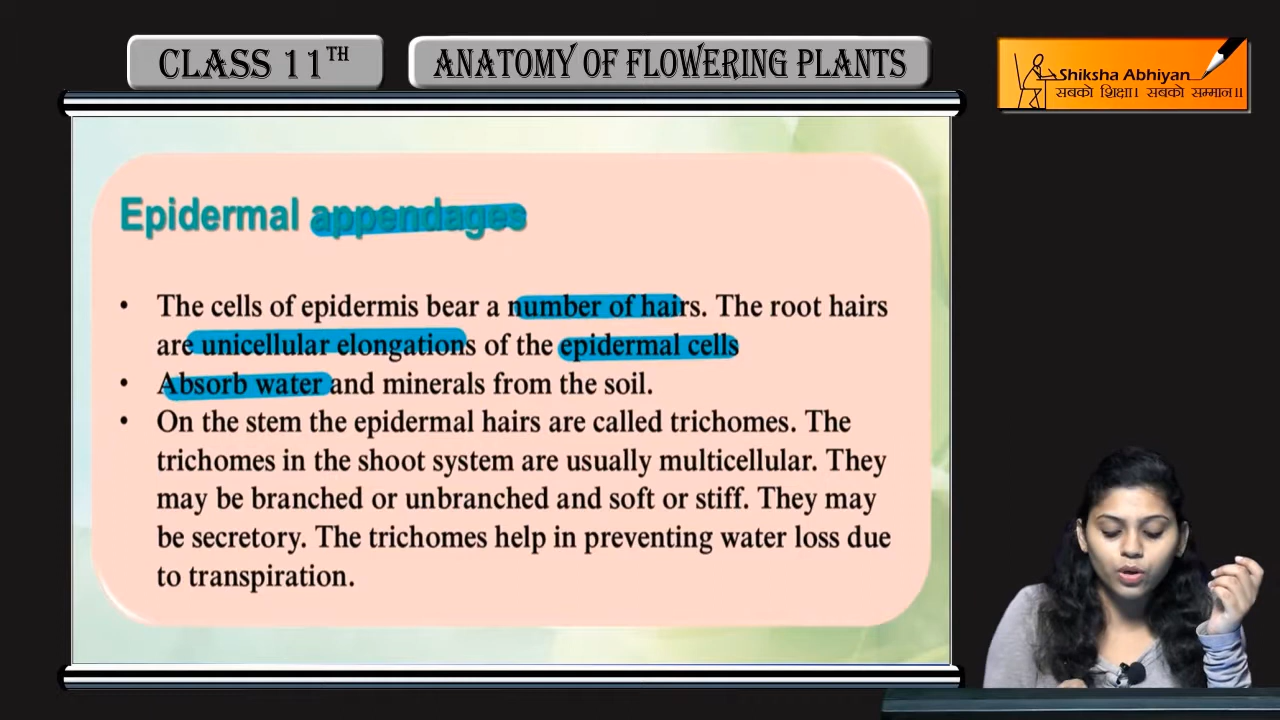 CLASS 11TH
ANATOMY OF FLOWERING PLANTS
Shiksha Abhiyan
सबको शिक्षा। सबको सम्मान।।
Epidermal appendages
• The cells of epidermis bear a number of hairs. The root hairs
are unicellular elongations of the epidermal cells
• Absorb water and minerals from the soil.
• On the stem the epidermal hairs are called trichomes. The
trichomes in the shoot system are usually multicellular. They
may be branched or unbranched and soft or stiff. They may
be secretory. The trichomes help in preventing water loss due
to transpiration.